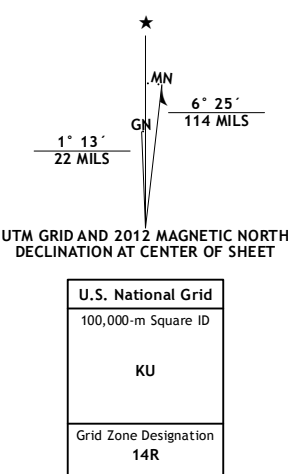 ★
MN
6° 25´
114 MILS
GN
1° 13´
22 MILS
UTM GRID AND 2012 MAGNETIC NORTH
DECLINATION AT CENTER OF SHEET
U.S. National Grid
100,000-m Square ID
KU
Grid Zone Designation
14R